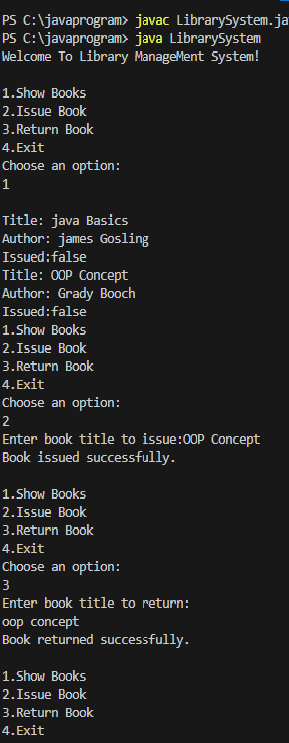 PS C:\javaprogram> javac LibrarySystem.ja
PS C:\javaprogram> java LibrarySystem
Welcome To Library ManageMent System!

1.Show Books
2.Issue Book
3.Return Book
4.Exit
Choose an option:
1

Title: java Basics
Author: james Gosling
Issued:false
Title: OOP Concept
Author: Grady Booch
Issued:false
1.Show Books
2.Issue Book
3.Return Book
4.Exit
Choose an option:
2
Enter book title to issue:OOP Concept
Book issued successfully.

1.Show Books
2.Issue Book
3.Return Book
4.Exit
Choose an option:
3
Enter book title to return:
oop concept
Book returned successfully.

1.Show Books
2.Issue Book
3.Return Book
4.Exit